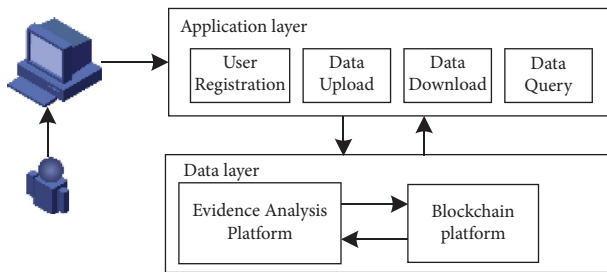 Application layer
User
Registration
Data
Upload
Data
Download
Data
Query
Data layer
Evidence Analysis
Platform
Blockchain
platform